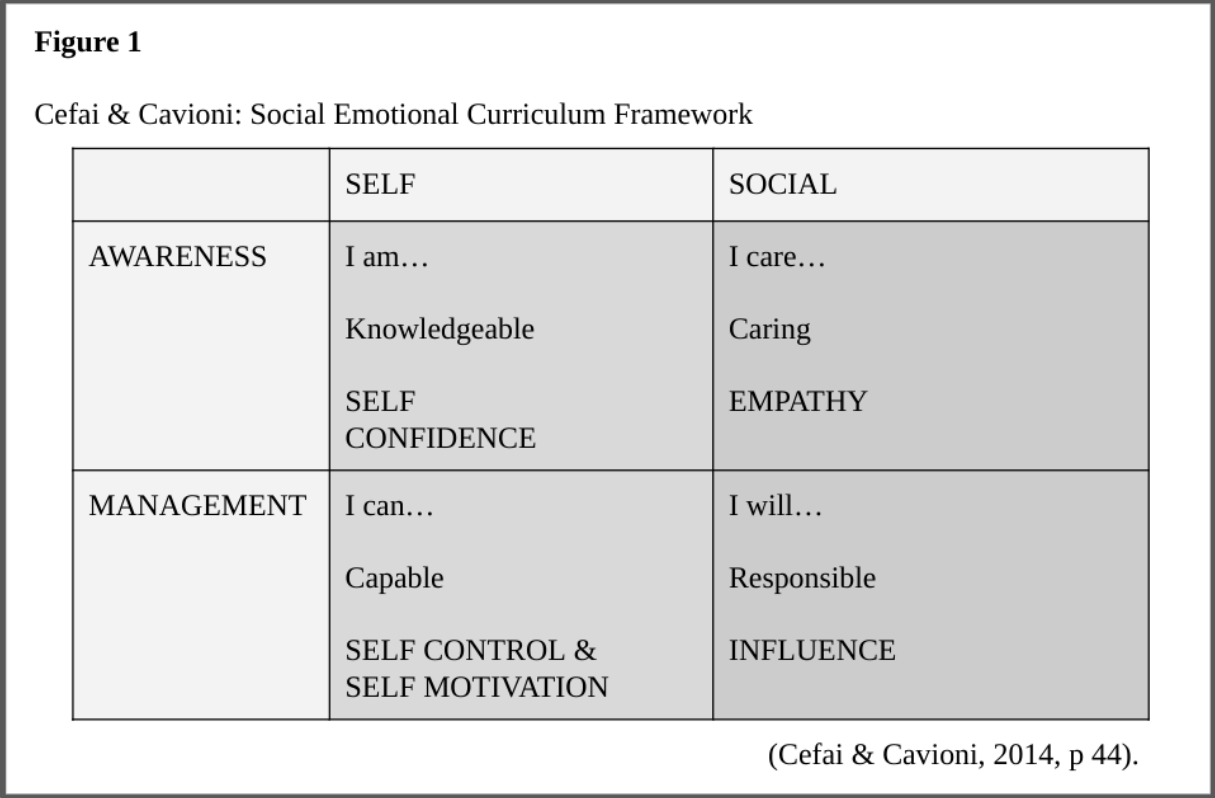 Figure 1
Cefai & Cavioni: Social Emotional Curriculum Framework
SELF
SOCIAL
AWARENESS
I am…
Knowledgeable
SELF
CONFIDENCE
I care…
Caring
EMPATHY
MANAGEMENT
I can…
Capable
SELF CONTROL &
SELF MOTIVATION
I will…
Responsible
INFLUENCE
(Cefai & Cavioni, 2014, p 44).